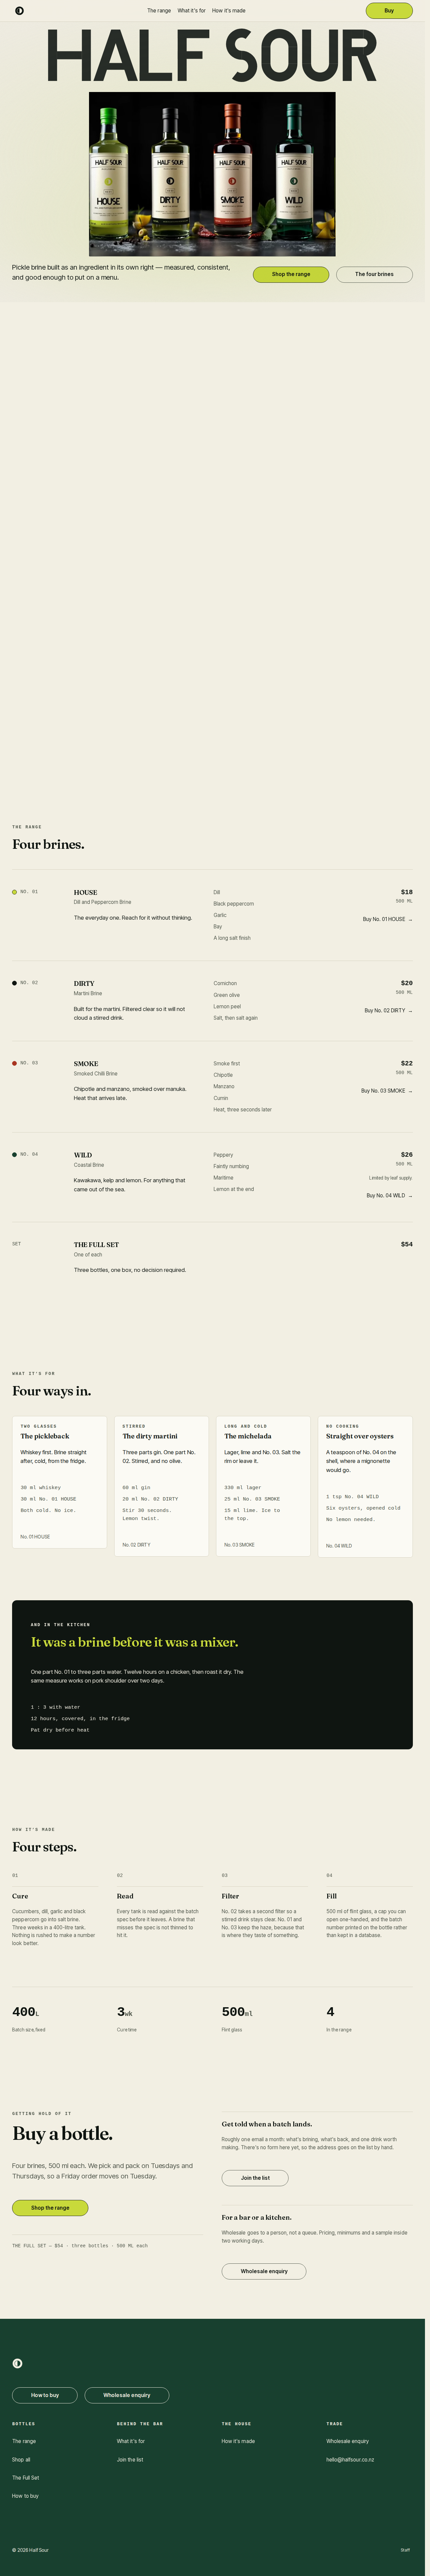 The range What it's for How it's made Buy
HALF SOUR
HALF SOUR HALF SOUR HALF SOUR HALF SOUR
HOUSE DIRTY SMOKE WILD
Pickle brine built as an ingredient in its own right — measured, consistent,
and good enough to put on a menu.
Shop the range The four brines
THE RANGE
Four brines.
NO. 01
HOUSE
Dill and Peppercorn Brine
The everyday one. Reach for it without thinking.
Dill
Black peppercorn
Garlic
Bay
A long salt finish
$18
500 ML
Buy No. 01 HOUSE →
NO. 02
DIRTY
Martini Brine
Built for the martini. Filtered clear so it will not
cloud a stirred drink.
Cornichon
Green olive
Lemon peel
Salt, then salt again
$20
500 ML
Buy No. 02 DIRTY →
NO. 03
SMOKE
Smoked Chilli Brine
Chipotle and manzano, smoked over manuka.
Heat that arrives late.
Smoke first
Chipotle
Manzano
Cumin
Heat, three seconds later
$22
500 ML
Buy No. 03 SMOKE →
NO. 04
WILD
Coastal Brine
Kawakawa, kelp and lemon. For anything that
came out of the sea.
Peppery
Faintly numbing
Maritime
Lemon at the end
$26
500 ML
Limited by leaf supply.
Buy No. 04 WILD →
SET
THE FULL SET
One of each
Three bottles, one box, no decision required.
$54
WHAT IT'S FOR
Four ways in.
TWO GLASSES
The pickleback
Whiskey first. Brine straight
after, cold, from the fridge.
30 ml whiskey
30 ml No. 01 HOUSE
Both cold. No ice.
No. 01 HOUSE
STIRRED
The dirty martini
Three parts gin. One part No.
02. Stirred, and no olive.
60 ml gin
20 ml No. 02 DIRTY
Stir 30 seconds.
Lemon twist.
No. 02 DIRTY
LONG AND COLD
The michelada
Lager, lime and No. 03. Salt the
rim or leave it.
330 ml lager
25 ml No. 03 SMOKE
15 ml lime. Ice to
the top.
No. 03 SMOKE
NO COOKING
Straight over oysters
A teaspoon of No. 04 on the
shell, where a mignonette
would go.
1 tsp No. 04 WILD
Six oysters, opened cold
No lemon needed.
No. 04 WILD
AND IN THE KITCHEN
It was a brine before it was a mixer.
One part No. 01 to three parts water. Twelve hours on a chicken, then roast it dry. The
same measure works on pork shoulder over two days.
1 : 3 with water
12 hours, covered, in the fridge
Pat dry before heat
HOW IT'S MADE
Four steps.
01
Cure
Cucumbers, dill, garlic and black
peppercorn go into salt brine.
Three weeks in a 400-litre tank.
Nothing is rushed to make a number
look better.
02
Read
Every tank is read against the batch
spec before it leaves. A brine that
misses the spec is not thinned to
hit it.
03
Filter
No. 02 takes a second filter so a
stirred drink stays clear. No. 01 and
No. 03 keep the haze, because that
is where they taste of something.
04
Fill
500 ml of flint glass, a cap you can
open one-handed, and the batch
number printed on the bottle rather
than kept in a database.
400L
Batch size, feed
3wk
Cure time
500ml
Flint glass
4
In the range
GETTING HOLD OF IT
Buy a bottle.
Four brines, 500 ml each. We pick and pack on Tuesdays and
Thursdays, so a Friday order moves on Tuesday.
Shop the range
THE FULL SET — $54 · three bottles · 500 ML each
Get told when a batch lands.
Roughly one email a month: what's brining, what's back, and one drink worth
making. There's no form here yet, so the address goes on the list by hand.
Join the list
For a bar or a kitchen.
Wholesale goes to a person, not a queue. Pricing, minimums and a sample inside
two working days.
Wholesale enquiry
How to buy Wholesale enquiry
BOTTLES
The range
Shop all
The Full Set
How to buy
BEHIND THE BAR
What it's for
Join the list
THE HOUSE
How it's made
TRADE
Wholesale enquiry
hello@halfsour.co.nz
© 2026 Half Sour
Staff